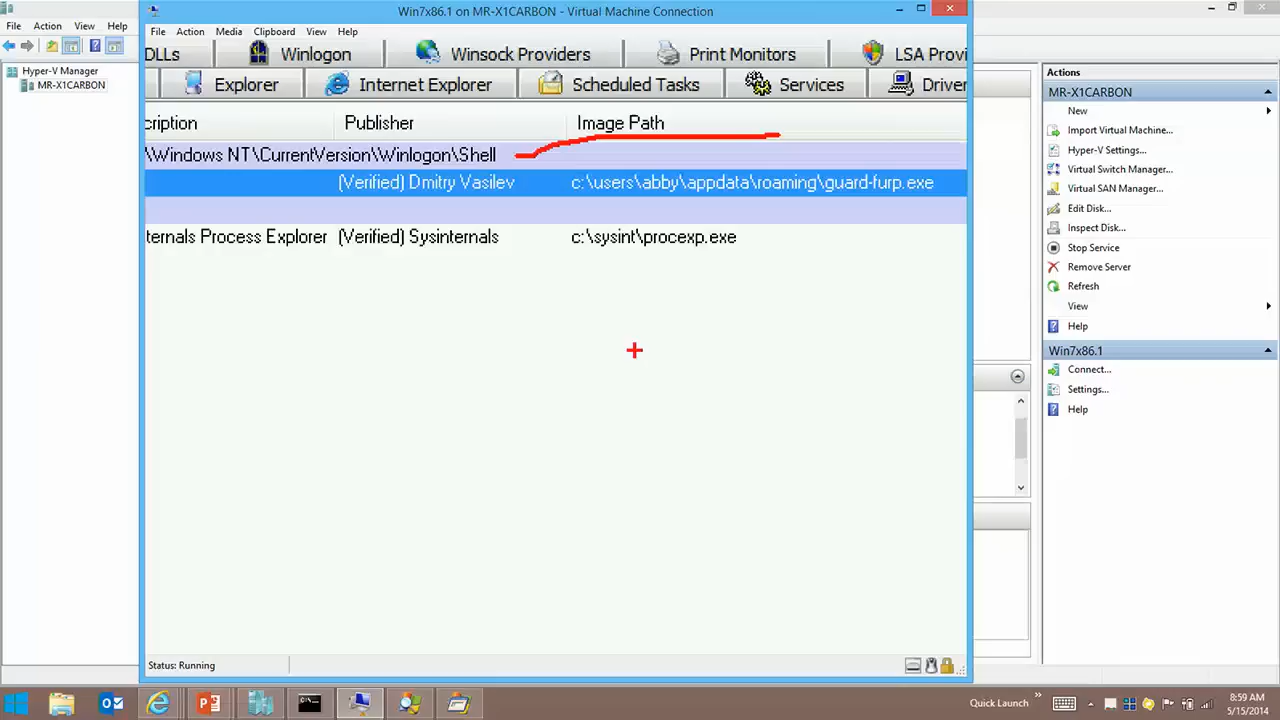 Win7x86.1 on MR-X1CARBON - Virtual Machine Connection
File Action View Help
File Action Media Clipboard View Help
Hyper-V Manager
MR-X1CARBON
DLLs Winlogon Winsock Providers Print Monitors LSA Provi
Explorer Internet Explorer Scheduled Tasks Services Driver
cription Publisher Image Path
\Windows NT\CurrentVersion\Winlogon\Shell
(Verified) Dmitry Vasilev c:\users\abby\appdata\roaming\guard-furp.exe
ternals Process Explorer (Verified) Sysinternals c:\sysint\procexp.exe
Status: Running
Actions
MR-X1CARBON
New
Import Virtual Machine...
Hyper-V Settings...
Virtual Switch Manager...
Virtual SAN Manager...
Edit Disk...
Inspect Disk...
Stop Service
Remove Server
Refresh
View
Help
Win7x86.1
Connect...
Settings...
Help
Quick Launch
8:59 AM
5/15/2014